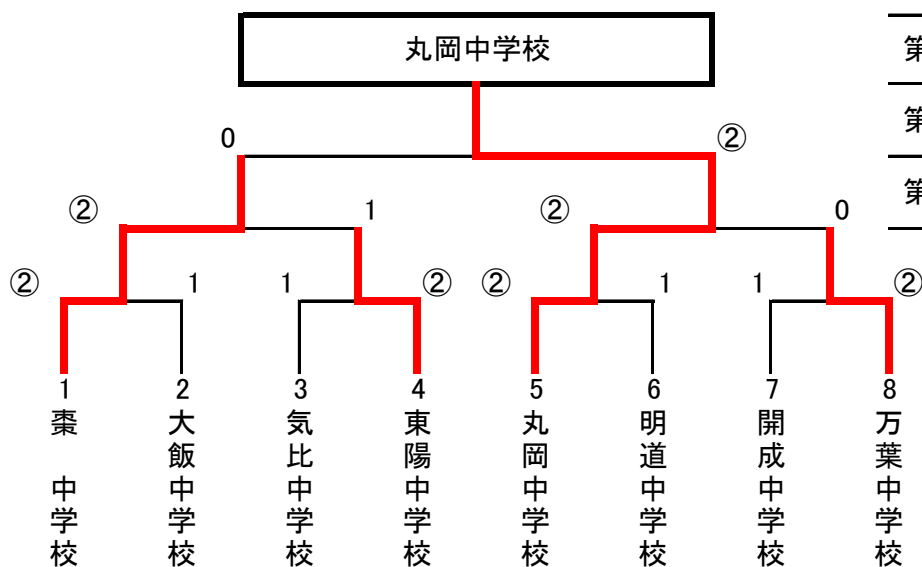 丸岡中学校
第
第
第
0 ②
② 1 ② 0
② 1 1 ② ② 1 1 ②
1 2 3 4 5 6 7 8
棗 中学校
大飯中学校
気比中学校
東陽中学校
丸岡中学校
明道中学校
開成中学校
万葉中学校